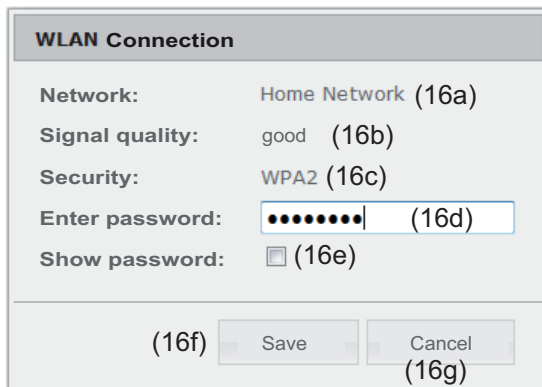 WLAN Connection
Network: Home Network (16a)
Signal quality: good (16b)
Security: WPA2 (16c)
Enter password: ●●●●●●●● (16d)
Show password: (16e)
(16f) Save Cancel
(16g)